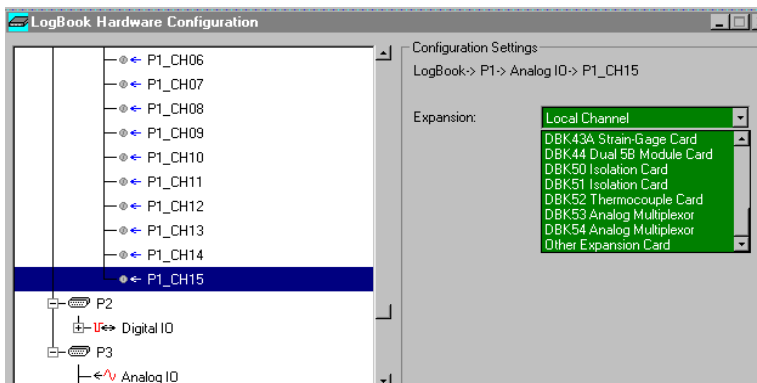 LogBook Hardware Configuration
P1_CH06
P1_CH07
P1_CH08
P1_CH09
P1_CH10
P1_CH11
P1_CH12
P1_CH13
P1_CH14
P1_CH15
P2
Digital IO
P3
Analog IO
Configuration Settings
LogBook-> P1-> Analog IO-> P1_CH15
Expansion:
Local Channel
DBK43A Strain-Gage Card
DBK44 Dual 5B Module Card
DBK50 Isolation Card
DBK51 Isolation Card
DBK52 Thermocouple Card
DBK53 Analog Multiplexor
DBK54 Analog Multiplexor
Other Expansion Card